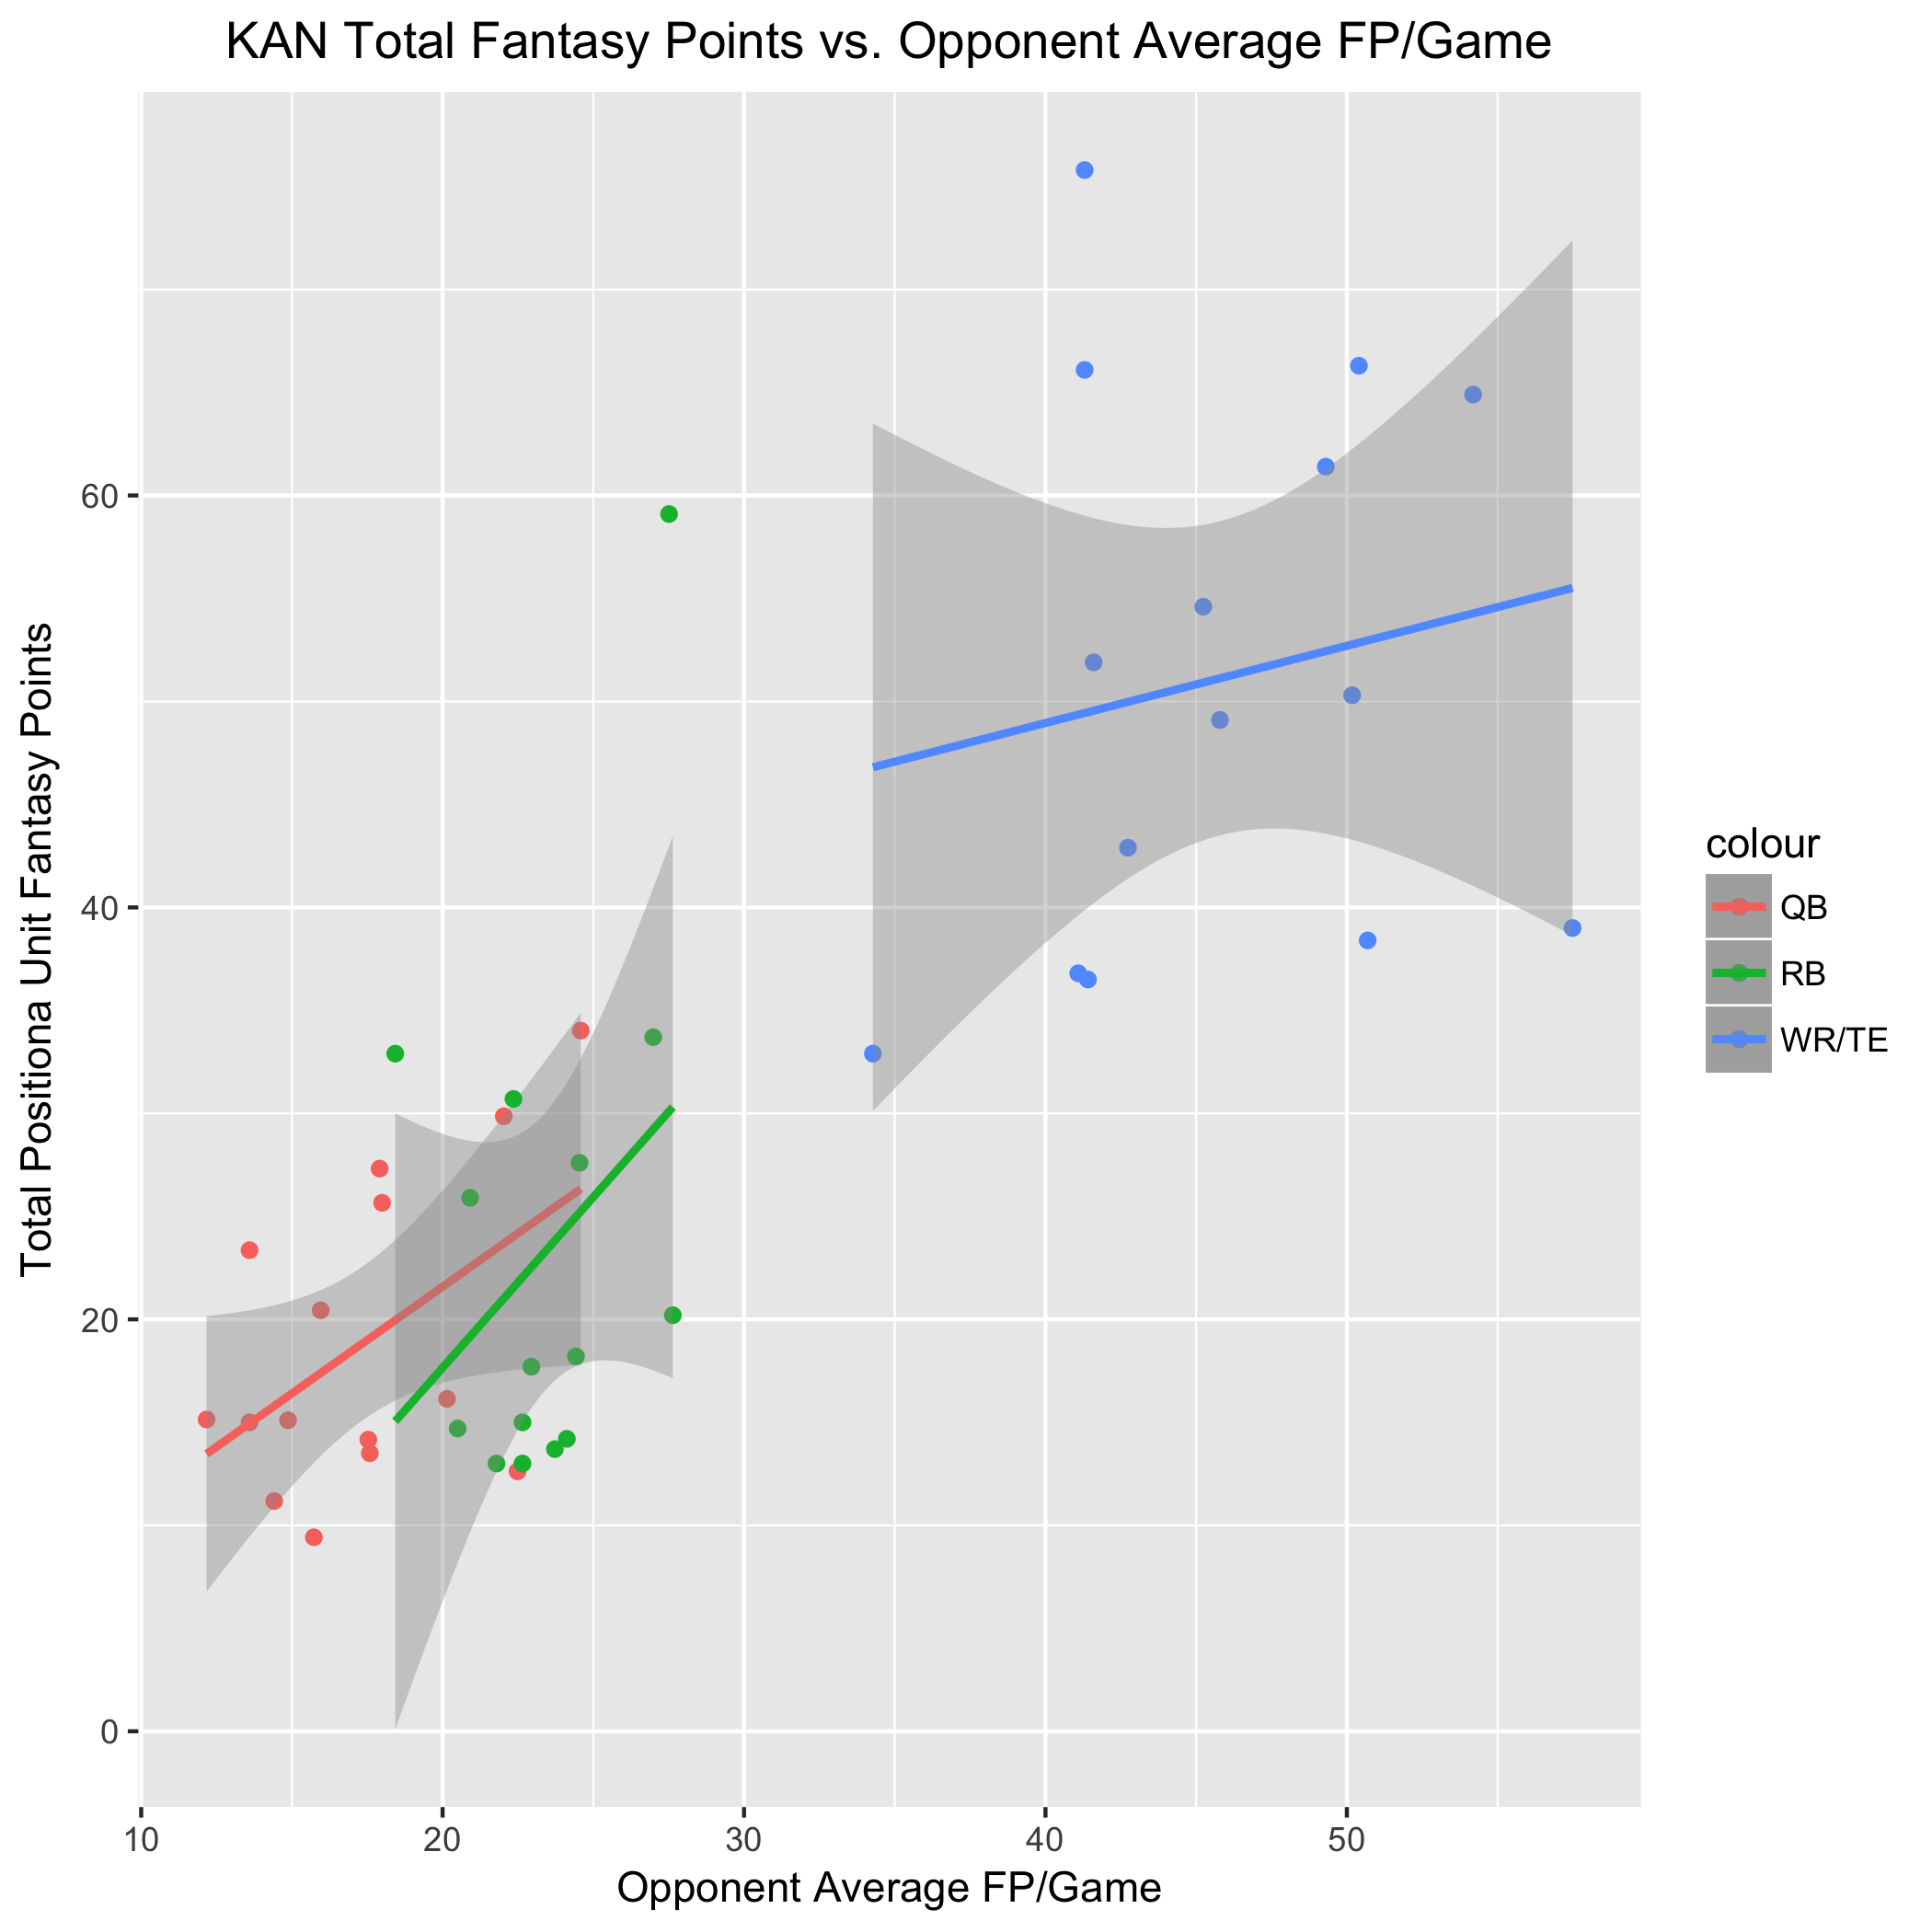 KAN Total Fantasy Points vs. Opponent Average FP/Game
Total Positiona Unit Fantasy Points
60
40
20
0
10 20 30 40 50
Opponent Average FP/Game
colour
QB
RB
WR/TE